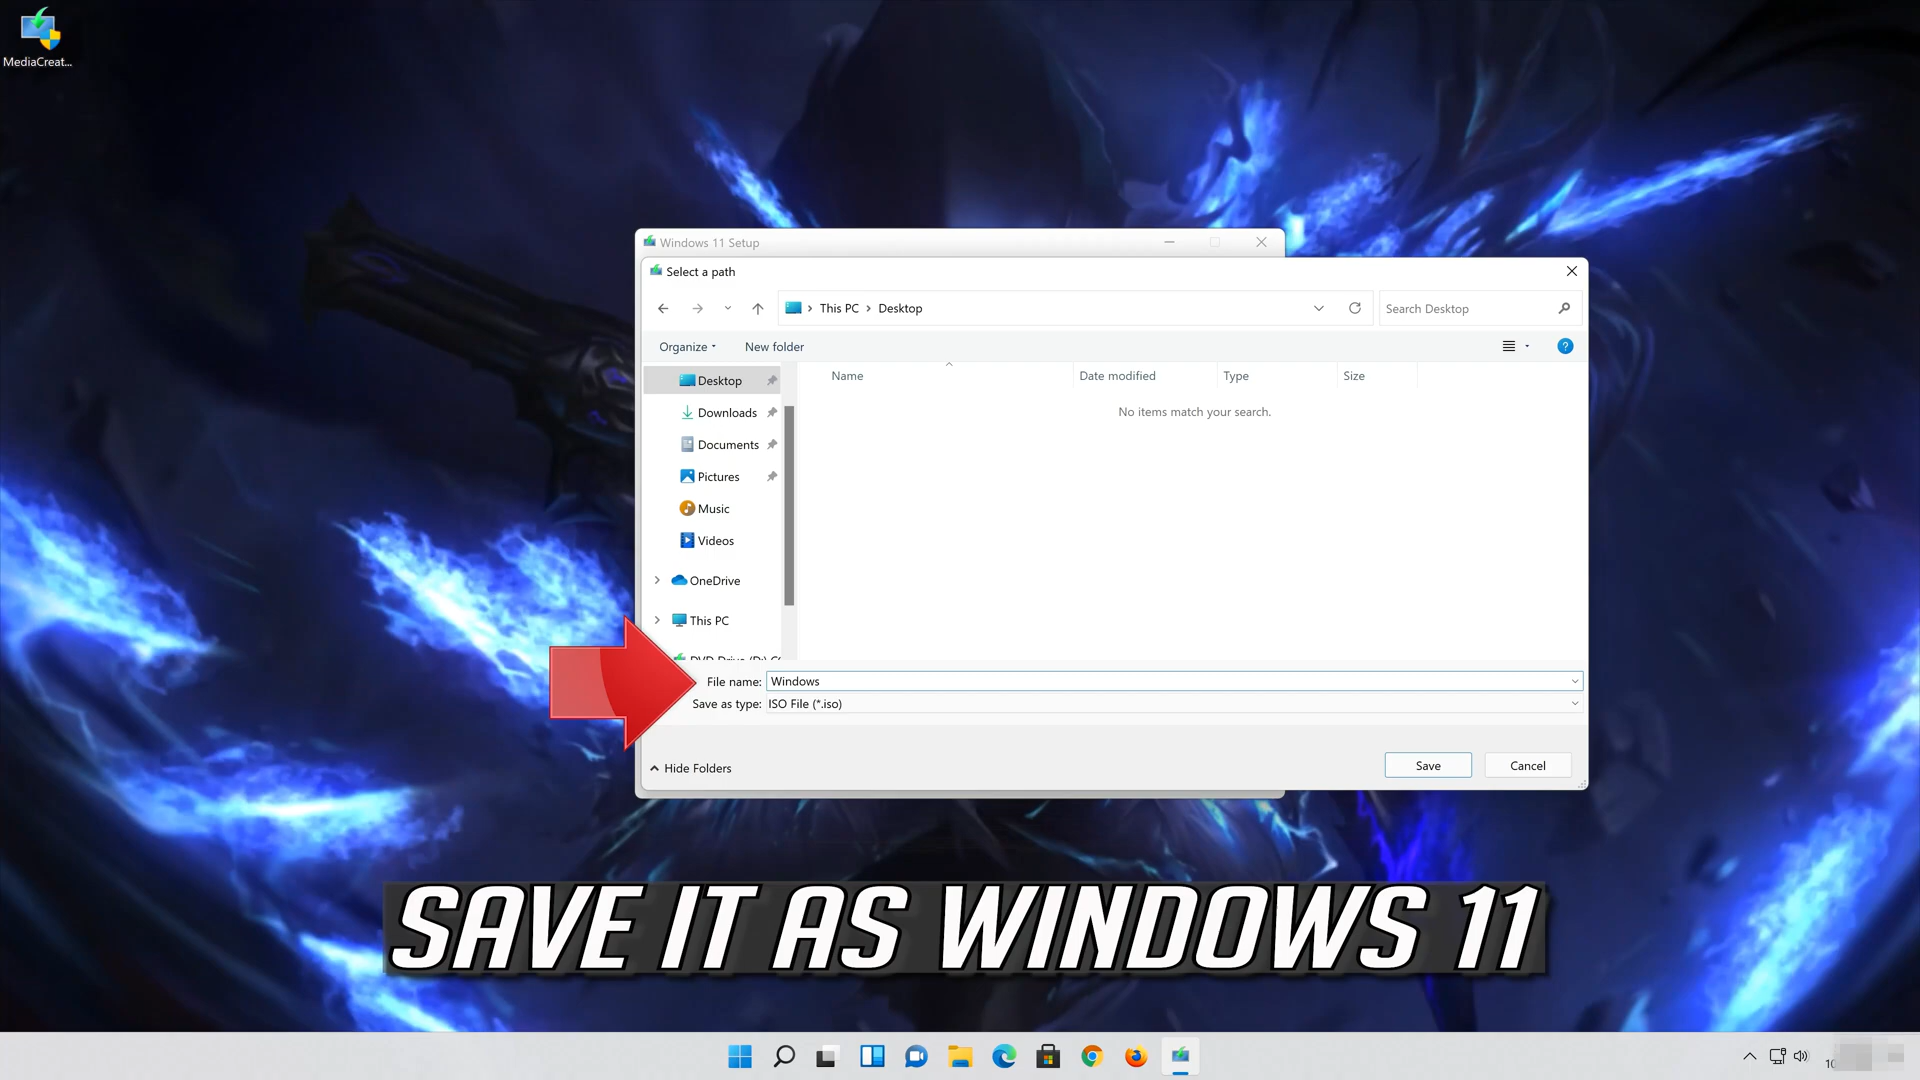 MediaCreat...
Windows 11 Setup
Select a path
This PC
Desktop
Search Desktop
Organize
New folder
Name
Date modified
Type
Size
No items match your search.
Desktop
Downloads
Documents
Pictures
Music
Videos
OneDrive
This PC
File name:
Windows
Save as type:
ISO File (*.iso)
Hide Folders
Save
Cancel
SAVE IT AS WINDOWS 11